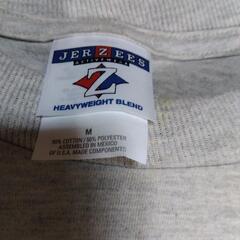 JERZEES
ACTIVEWEAR
Z
HEAVYWEIGHT BLEND
M
50% COTTON/50% POLYESTER
ASSEMBLED IN MEXICO
OF U.S.A. MADE COMPONENTS